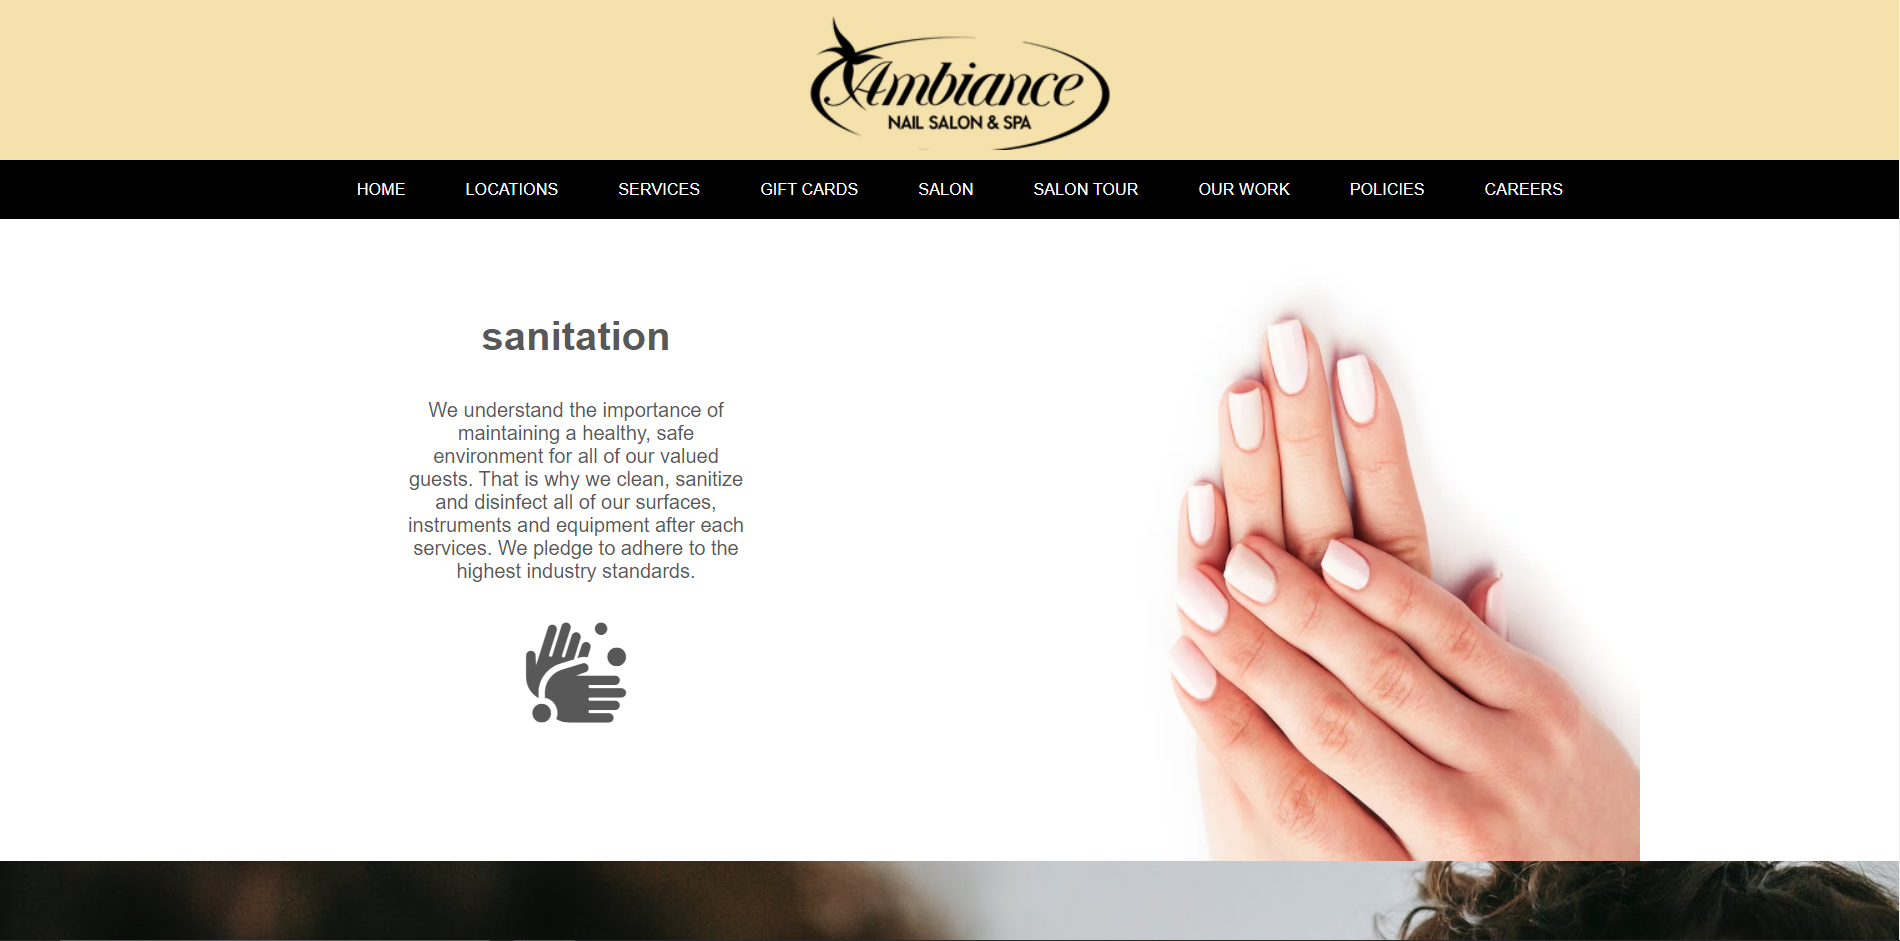 Ambiance
NAIL SALON & SPA
HOME LOCATIONS SERVICES GIFT CARDS SALON SALON TOUR OUR WORK POLICIES CAREERS
sanitation
We understand the importance of
maintaining a healthy, safe
environment for all of our valued
guests. That is why we clean, sanitize
and disinfect all of our surfaces,
instruments and equipment after each
services. We pledge to adhere to the
highest industry standards.